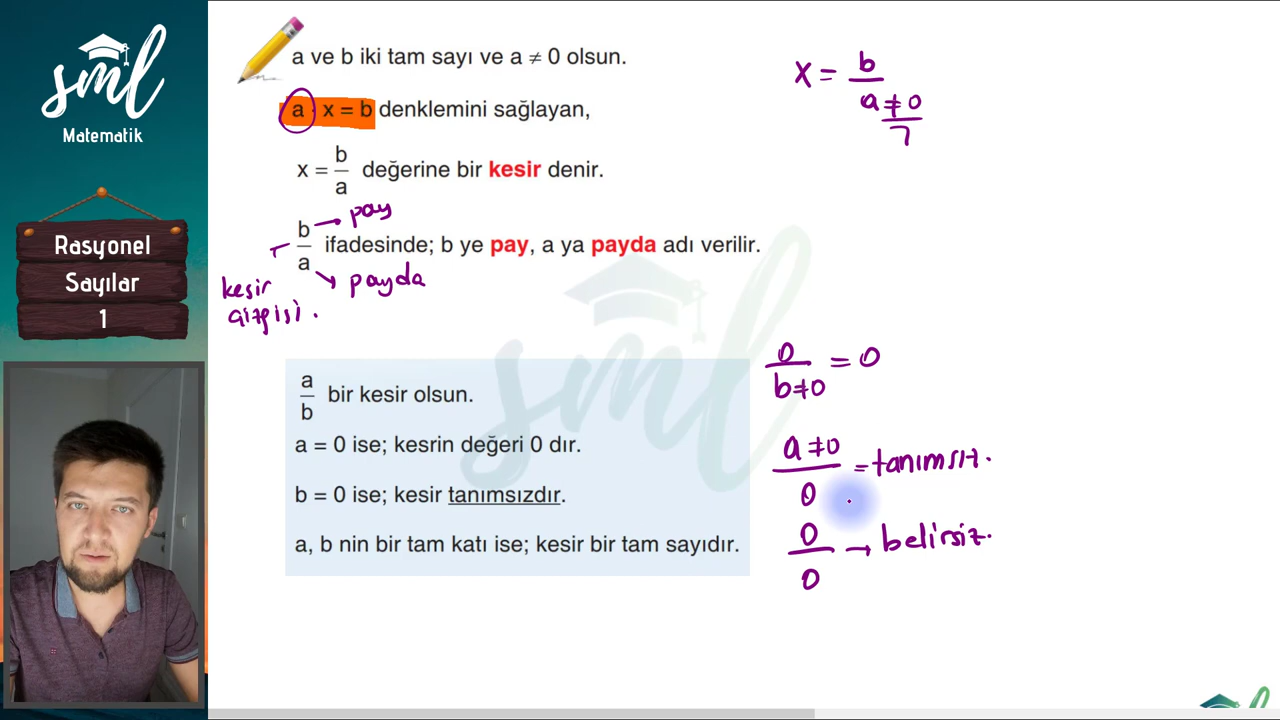 sml
Matematik
Rasyonel
Sayılar
1
a ve b iki tam sayı ve a ≠ 0 olsun.
a · x = b denklemini sağlayan,
x = b/a değerine bir kesir denir.
b/a ifadesinde; b ye pay, a ya payda adı verilir.
pay
payda
kesir
çizgisi.
x = b/a≠0
7
a/b bir kesir olsun.
a = 0 ise; kesrin değeri 0 dır.
b = 0 ise; kesir tanımsızdır.
a, b nin bir tam katı ise; kesir bir tam sayıdır.
0/b≠0 = 0
a≠0/0 = tanımsız.
0/0 → belirsiz.
sml